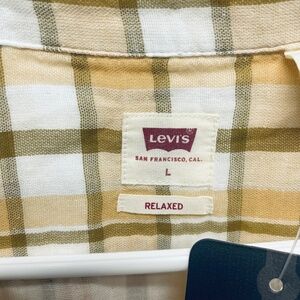 Levi's
SAN FRANCISCO, CAL.
L
RELAXED